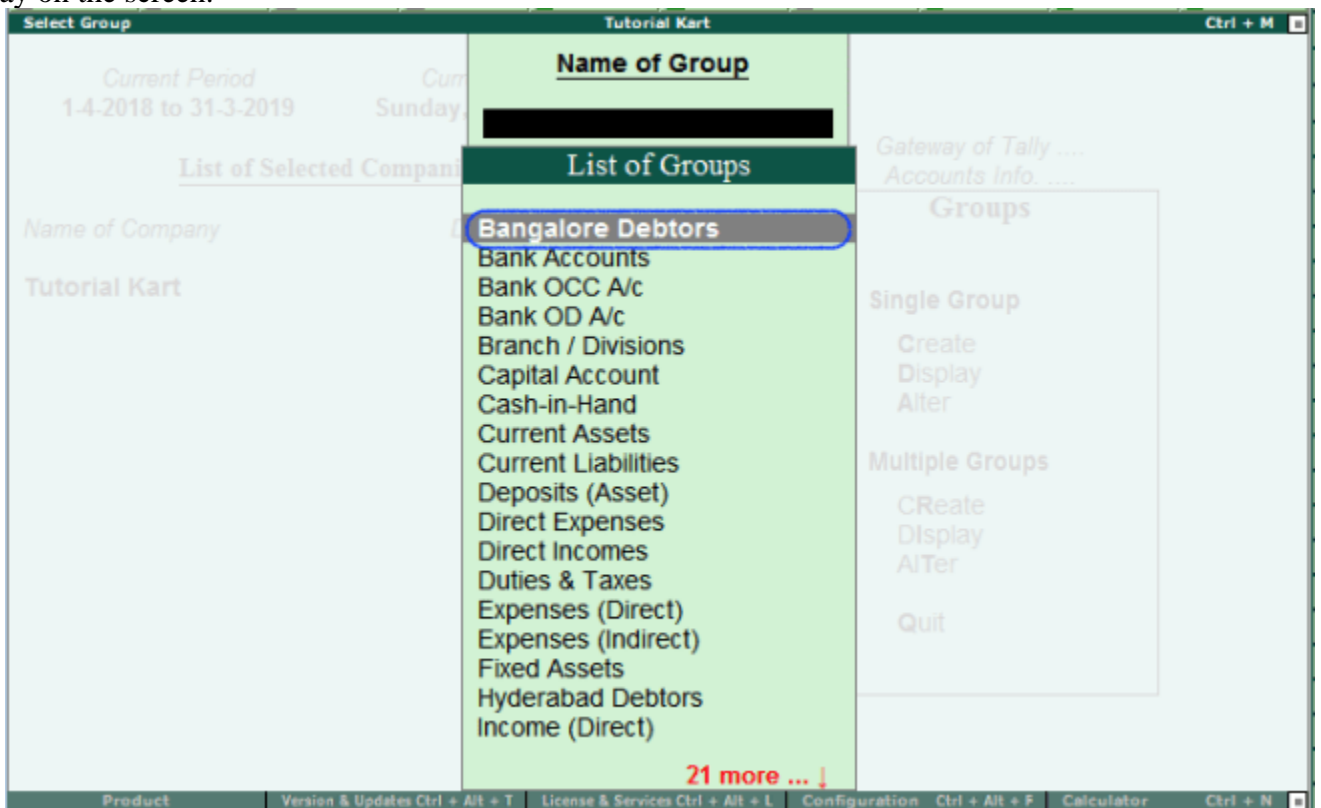 ay on the screen.
Select Group Tutorial Kart Ctrl + M
Current Period
1-4-2018 to 31-3-2019 Sunday,
List of Selected Compani
Name of Company
Tutorial Kart
Name of Group
List of Groups
Bangalore Debtors
Bank Accounts
Bank OCC A/c
Bank OD A/c
Branch / Divisions
Capital Account
Cash-in-Hand
Current Assets
Current Liabilities
Deposits (Asset)
Direct Expenses
Direct Incomes
Duties & Taxes
Expenses (Direct)
Expenses (Indirect)
Fixed Assets
Hyderabad Debtors
Income (Direct)
21 more ... ↓
Gateway of Tally ....
Accounts Info. ....
Groups
Single Group
Create
Display
Alter
Multiple Groups
CReate
DIsplay
AlTer
Quit
Product Version & Updates Ctrl + Alt + T License & Services Ctrl + Alt + L Configuration Ctrl + Alt + F Calculator Ctrl + N